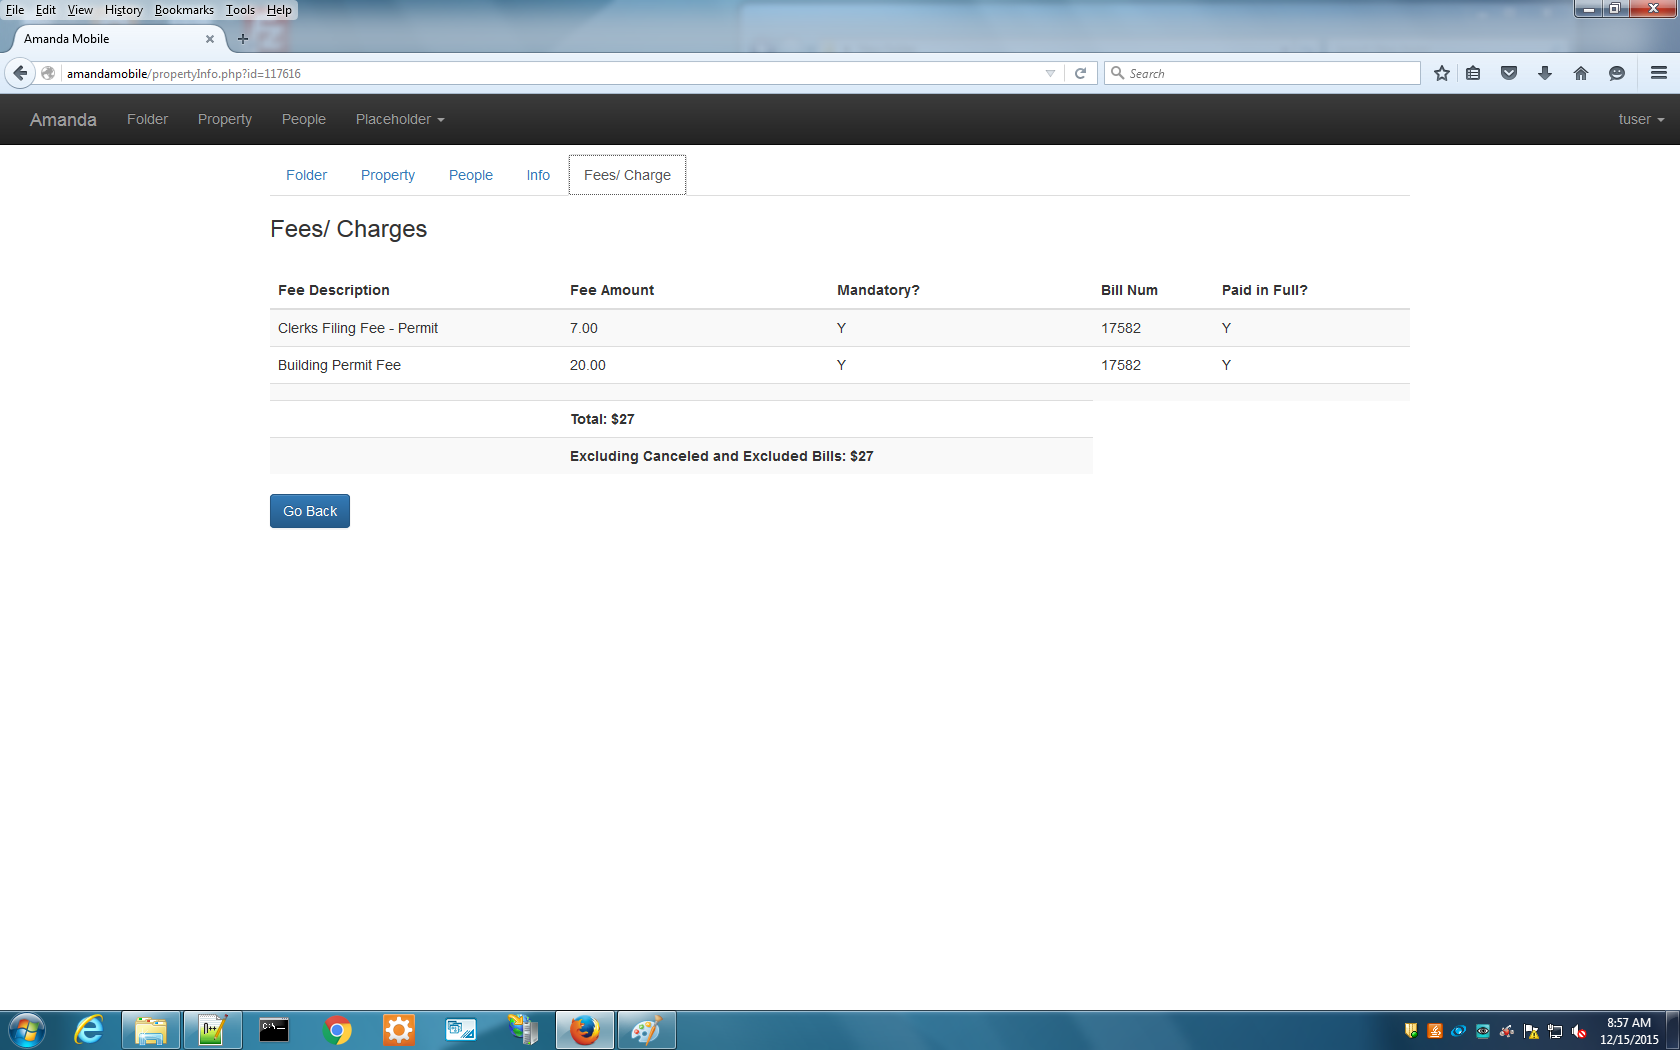 File Edit View History Bookmarks Tools Help
Amanda Mobile
amandamobile/propertyInfo.php?id=117616
Search
Amanda Folder Property People Placeholder tuser
Folder Property People Info Fees/ Charge
Fees/ Charges
Fee Description Fee Amount Mandatory? Bill Num Paid in Full?
Clerks Filing Fee - Permit 7.00 Y 17582 Y
Building Permit Fee 20.00 Y 17582 Y
Total: $27
Excluding Canceled and Excluded Bills: $27
Go Back
8:57 AM
12/15/2015